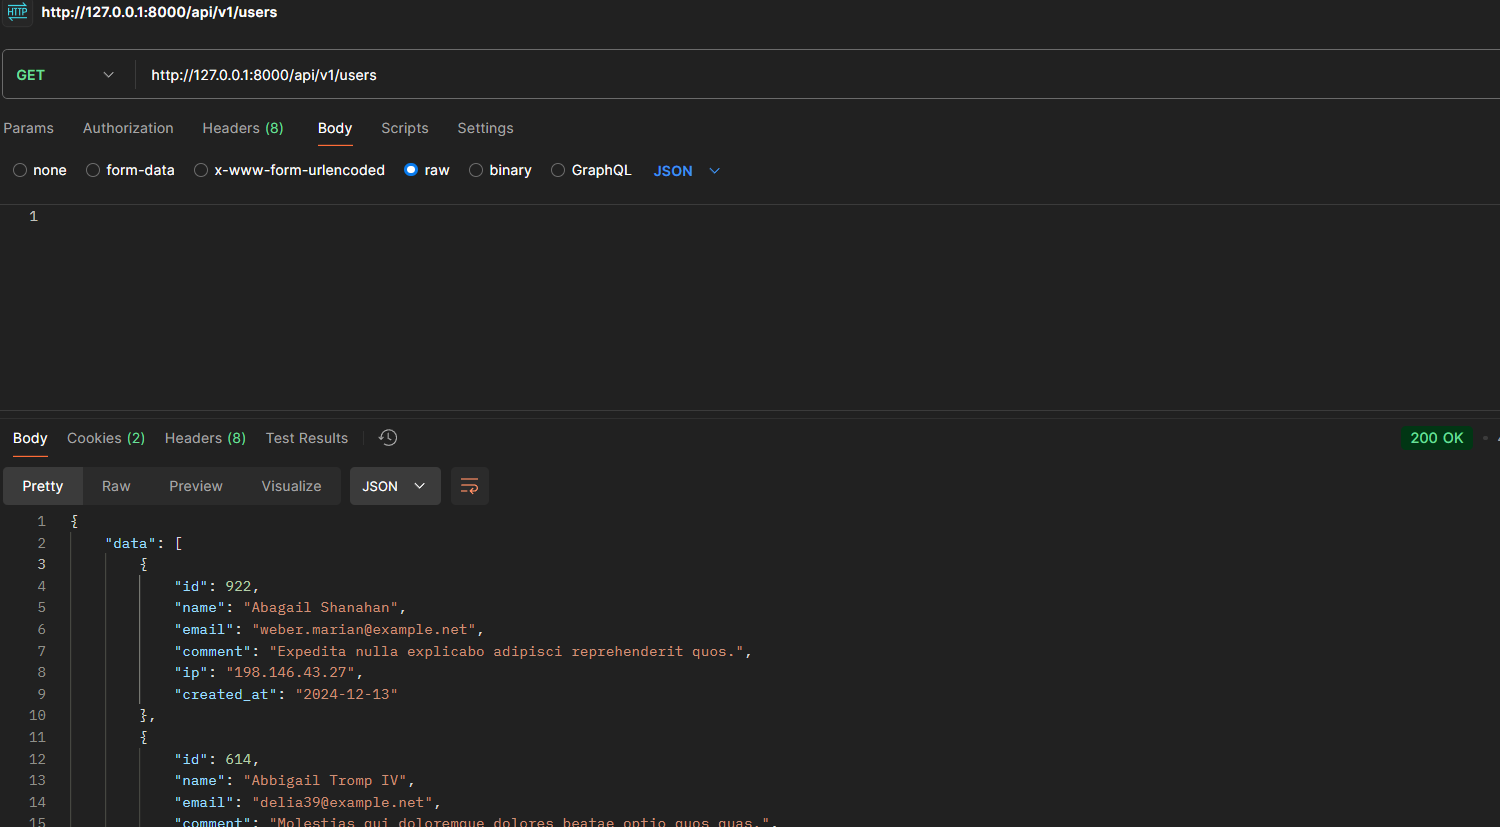 HTTP http://127.0.0.1:8000/api/v1/users
GET http://127.0.0.1:8000/api/v1/users
Params Authorization Headers (8) Body Scripts Settings
none form-data x-www-form-urlencoded raw binary GraphQL JSON
1
Body Cookies (2) Headers (8) Test Results 200 OK
Pretty Raw Preview Visualize JSON
1 {
2 "data": [
3 {
4 "id": 922,
5 "name": "Abagail Shanahan",
6 "email": "weber.marian@example.net",
7 "comment": "Expedita nulla explicabo adipisci reprehenderit quos.",
8 "ip": "198.146.43.27",
9 "created_at": "2024-12-13"
10 },
11 {
12 "id": 614,
13 "name": "Abbigail Tromp IV",
14 "email": "delia39@example.net",
15 "comment": "Molestias qui doloremque dolores beatae optio quos quas.",